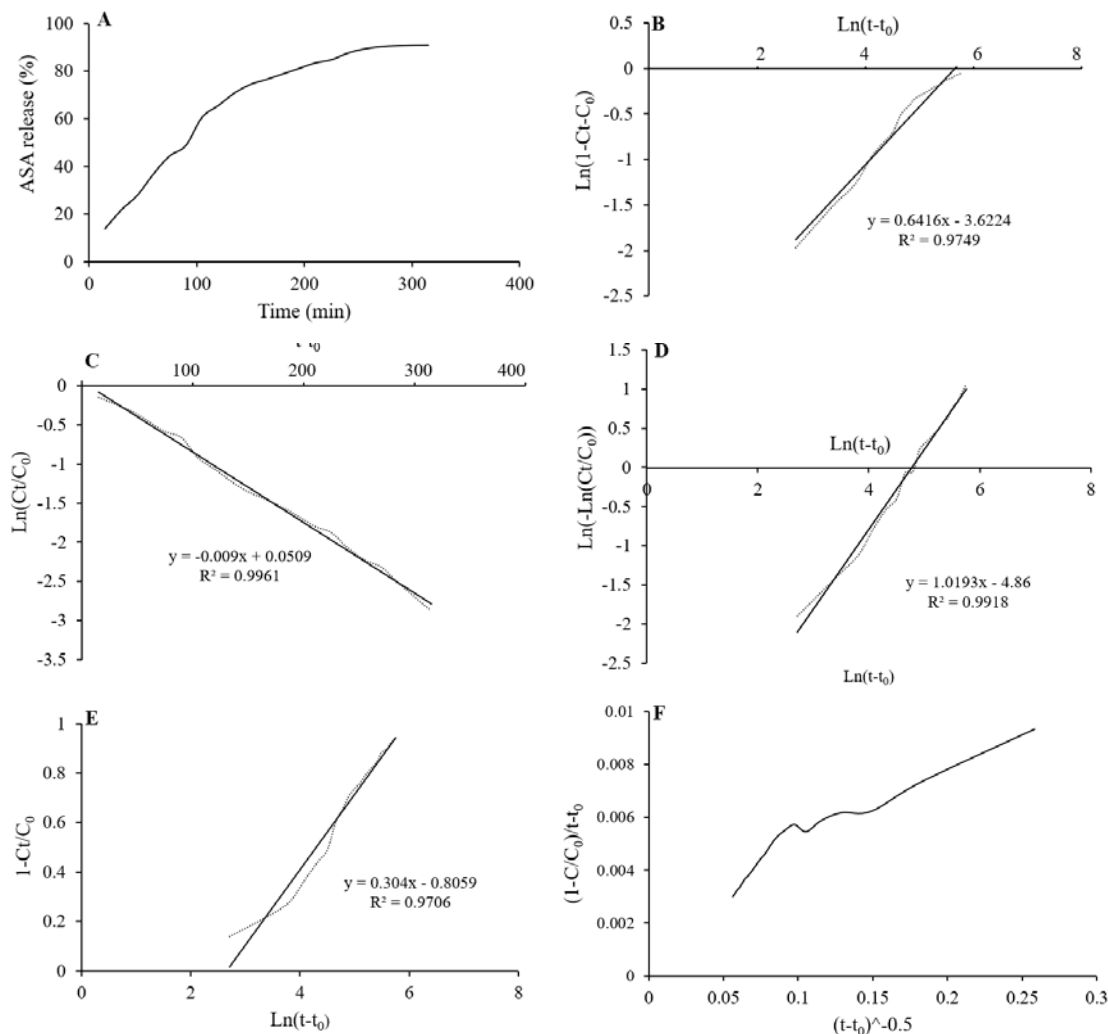 A
100
80
60
40
20
0
ASA release (%)
0 100 200 300 400
Time (min)
B
Ln(t-t₀)
0.5
0
-0.5
-1
-1.5
-2
-2.5
2 4 6 8
Ln(1-Ct-C₀)
y = 0.6416x - 3.6224
R² = 0.9749
C
t-t₀
0 100 200 300 400
0
-0.5
-1
-1.5
-2
-2.5
-3
-3.5
Ln(Ct/C₀)
y = -0.009x + 0.0509
R² = 0.9961
D
1.5
1
0.5
0
-0.5
-1
-1.5
-2
-2.5
Ln(-Ln(Ct/C₀))
Ln(t-t₀)
0 2 4 6 8
y = 1.0193x - 4.86
R² = 0.9918
Ln(t-t₀)
E
1
0.8
0.6
0.4
0.2
0
1-Ct/C₀
y = 0.304x - 0.8059
R² = 0.9706
0 2 4 6 8
Ln(t-t₀)
F
0.01
0.008
0.006
0.004
0.002
0
(1-C/C₀)/t-t₀
0 0.05 0.1 0.15 0.2 0.25 0.3
(t-t₀)^-0.5